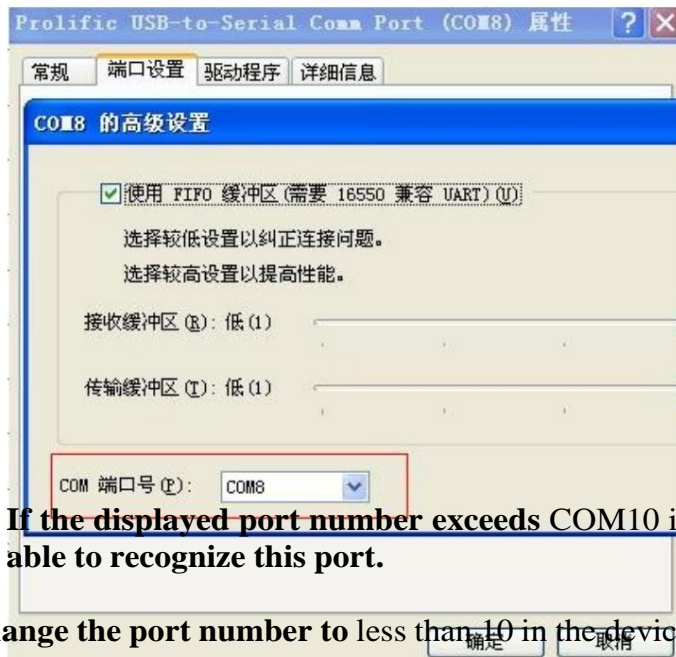 Prolific USB-to-Serial Comm Port (COM8) 属性
常规 端口设置 驱动程序 详细信息
COM8 的高级设置
使用 FIFO 缓冲区(需要 16550 兼容 UART)(U)
选择较低设置以纠正连接问题。
选择较高设置以提高性能。
接收缓冲区(R): 低(1)
传输缓冲区(T): 低(1)
COM 端口号(P): COM8
If the displayed port number exceeds COM10 i
able to recognize this port.
ange the port number to less than 10 in the devic
确定 取消